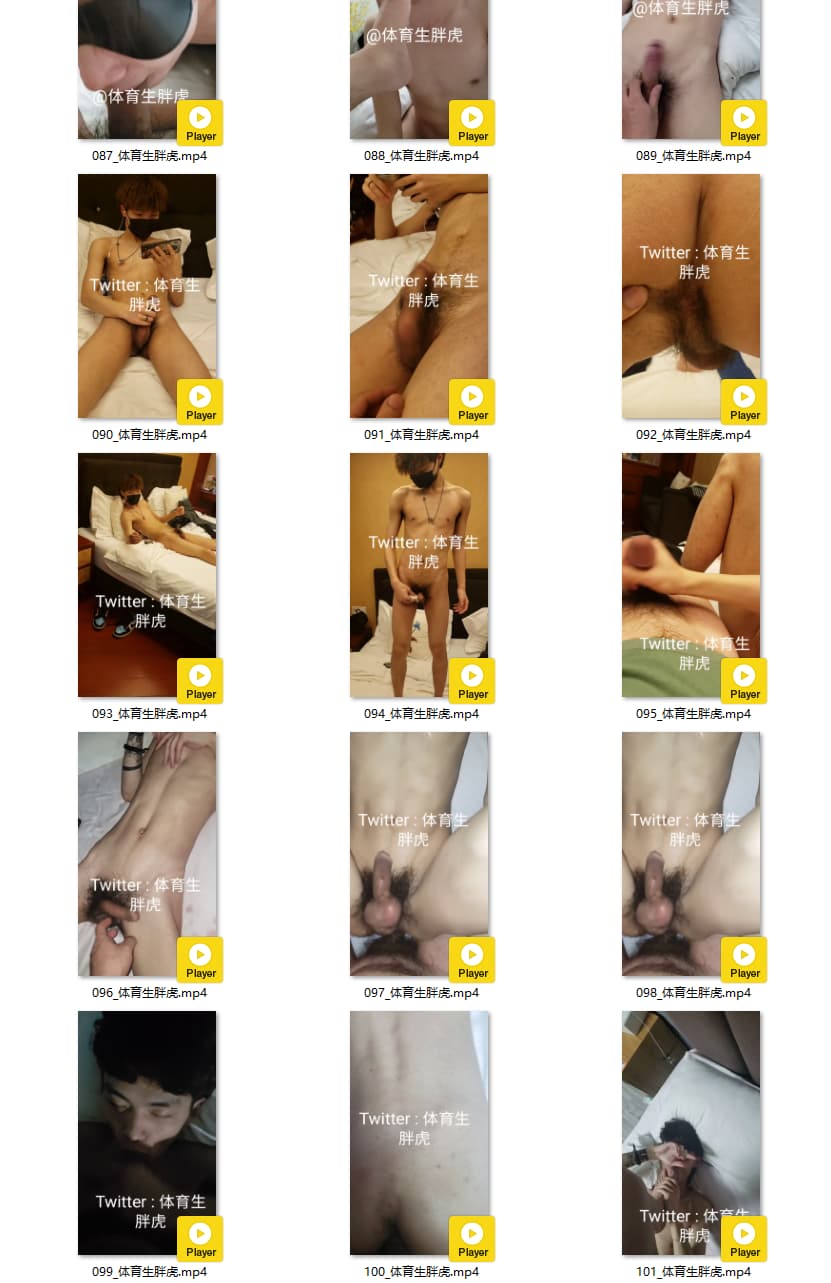 @体育生胖虎
@体育生胖虎
@体育生胖虎
Player
Player
Player
087_体育生胖虎.mp4
088_体育生胖虎.mp4
089_体育生胖虎.mp4
Twitter : 体育生
胖虎
Twitter : 体育生
胖虎
Twitter : 体育生
胖虎
Player
Player
Player
090_体育生胖虎.mp4
091_体育生胖虎.mp4
092_体育生胖虎.mp4
Twitter : 体育生
胖虎
Twitter : 体育生
胖虎
Twitter : 体育生
胖虎
Player
Player
Player
093_体育生胖虎.mp4
094_体育生胖虎.mp4
095_体育生胖虎.mp4
Twitter : 体育生
胖虎
Twitter : 体育生
胖虎
Twitter : 体育生
胖虎
Player
Player
Player
096_体育生胖虎.mp4
097_体育生胖虎.mp4
098_体育生胖虎.mp4
Twitter : 体育生
胖虎
Twitter : 体育生
胖虎
Twitter : 体育生
胖虎
Player
Player
Player
099_体育生胖虎.mp4
100_体育生胖虎.mp4
101_体育生胖虎.mp4